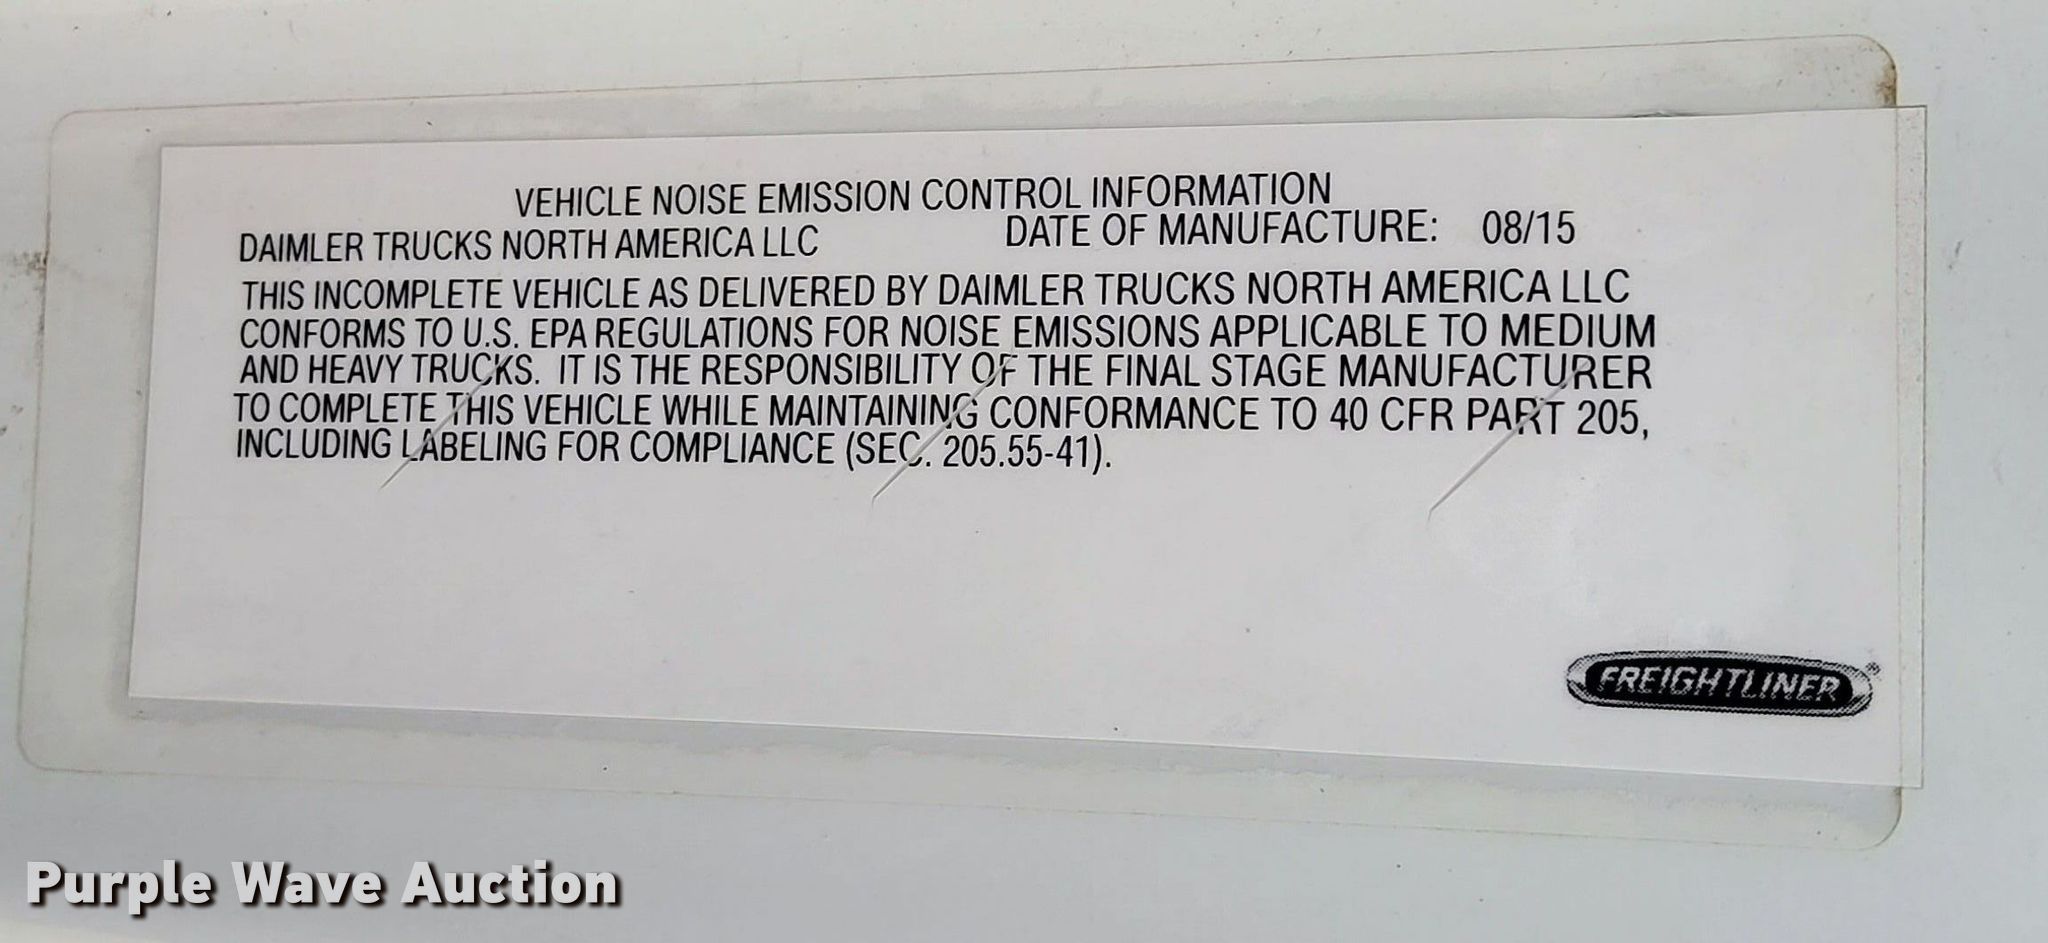 VEHICLE NOISE EMISSION CONTROL INFORMATION
DAIMLER TRUCKS NORTH AMERICA LLC DATE OF MANUFACTURE: 08/15
THIS INCOMPLETE VEHICLE AS DELIVERED BY DAIMLER TRUCKS NORTH AMERICA LLC
CONFORMS TO U.S. EPA REGULATIONS FOR NOISE EMISSIONS APPLICABLE TO MEDIUM
AND HEAVY TRUCKS. IT IS THE RESPONSIBILITY OF THE FINAL STAGE MANUFACTURER
TO COMPLETE THIS VEHICLE WHILE MAINTAINING CONFORMANCE TO 40 CFR PART 205,
INCLUDING LABELING FOR COMPLIANCE (SEC. 205.55-41).
FREIGHTLINER®
Purple Wave Auction